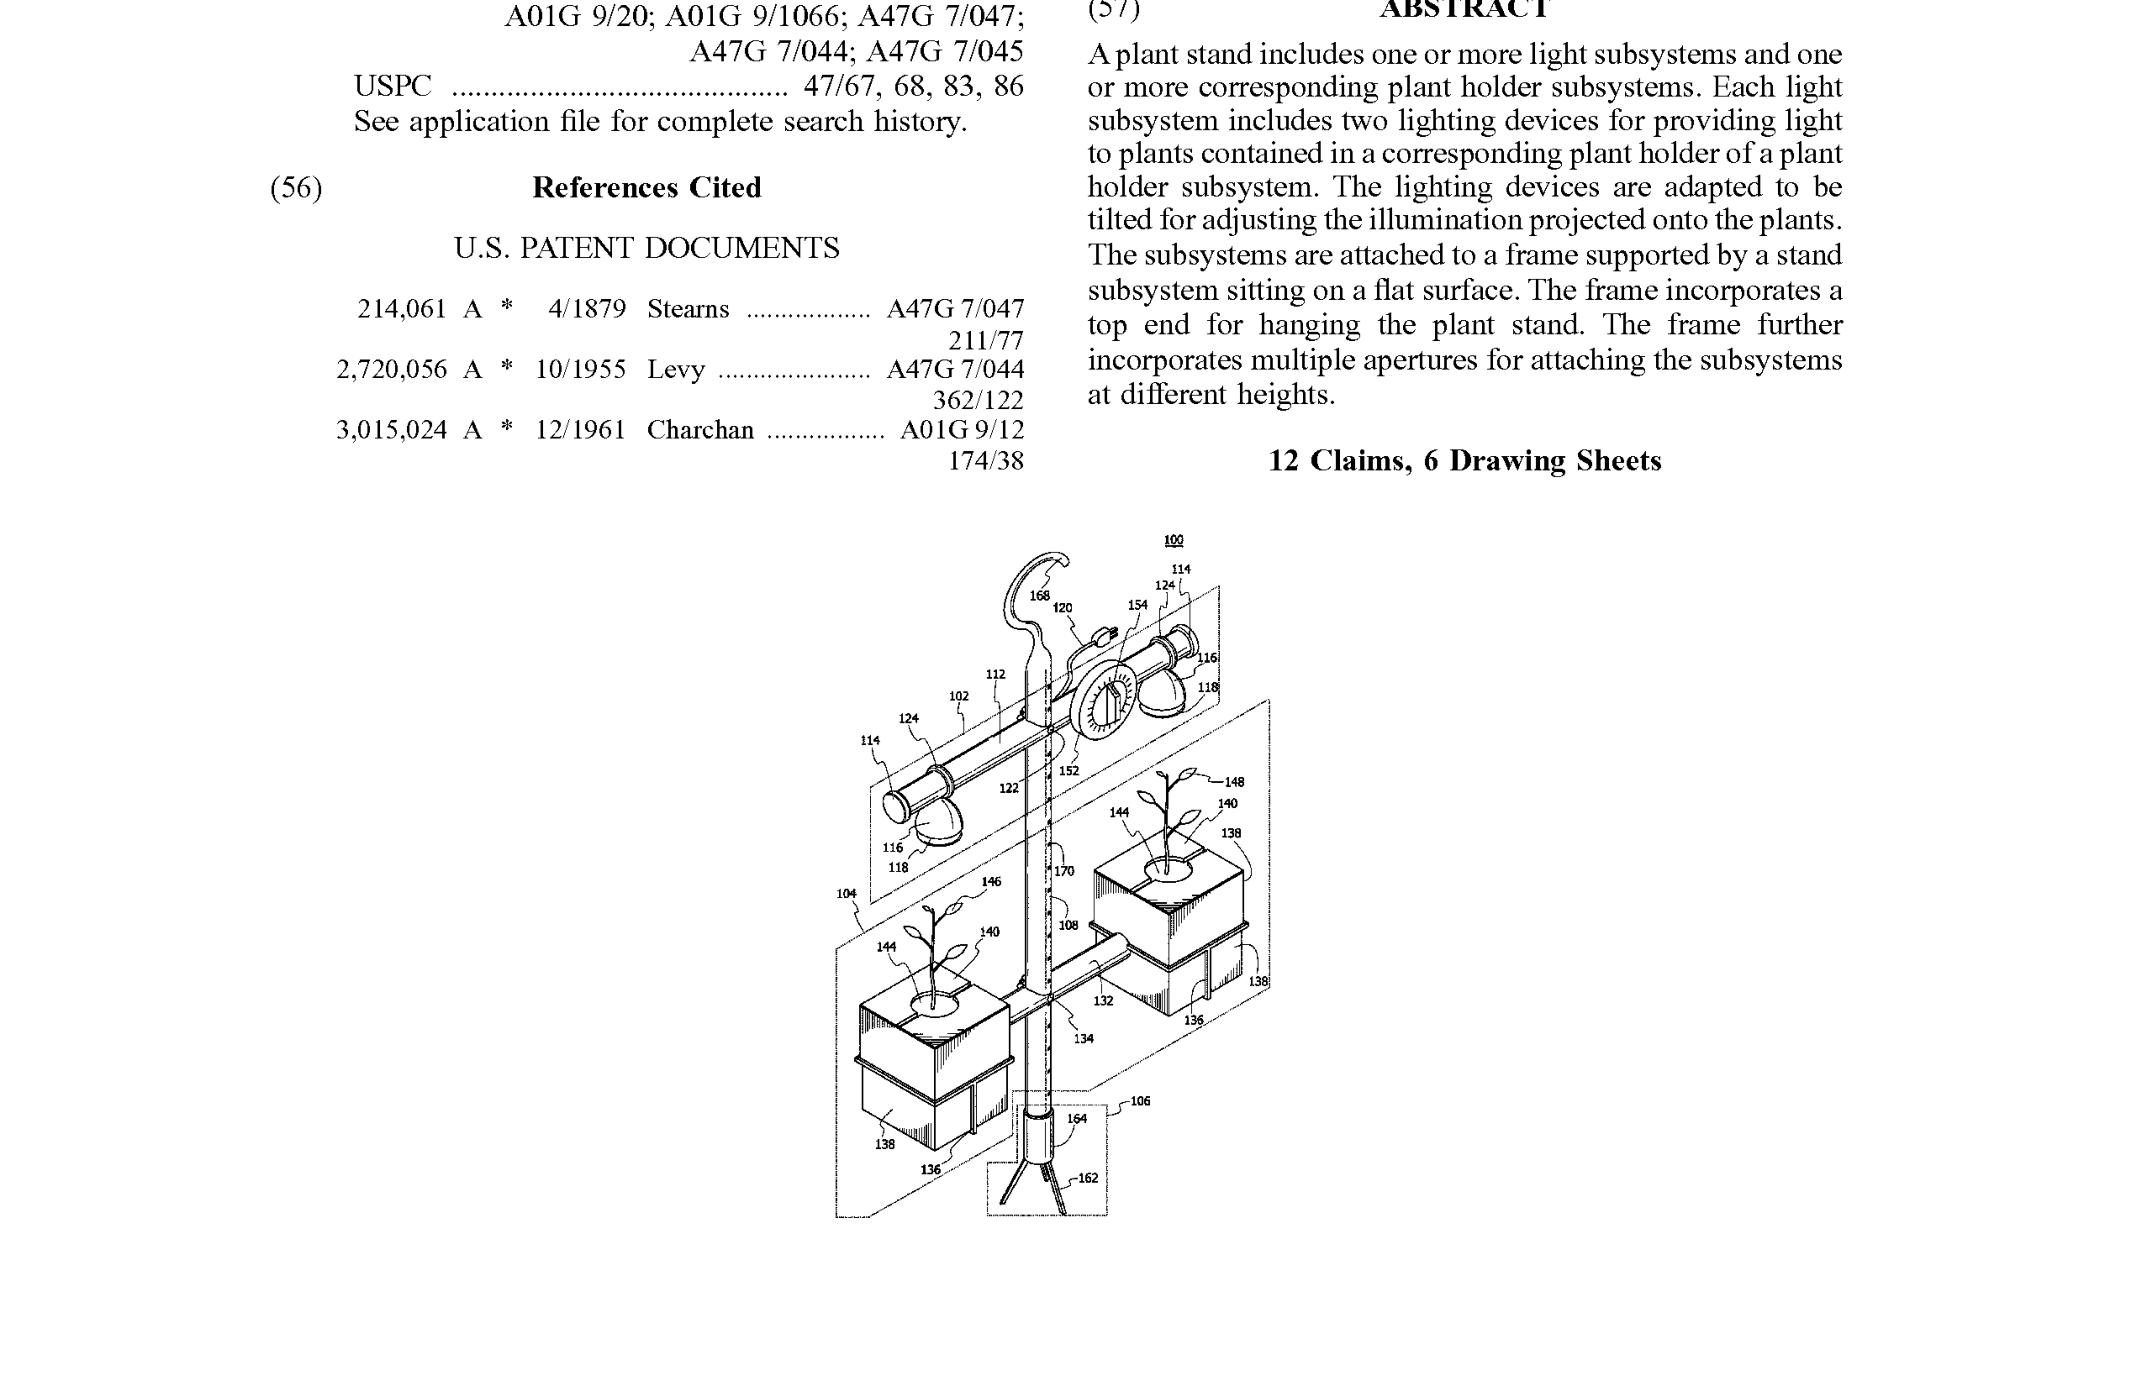 A01G 9/20; A01G 9/1066; A47G 7/047;
A47G 7/044; A47G 7/045
USPC ......................................... 47/67, 68, 83, 86
See application file for complete search history.
(56) References Cited
U.S. PATENT DOCUMENTS
214,061 A * 4/1879 Stearns .................. A47G 7/047
211/77
2,720,056 A * 10/1955 Levy ...................... A47G 7/044
362/122
3,015,024 A * 12/1961 Charchan ................. A01G 9/12
174/38
(57) ABSTRACT
A plant stand includes one or more light subsystems and one
or more corresponding plant holder subsystems. Each light
subsystem includes two lighting devices for providing light
to plants contained in a corresponding plant holder of a plant
holder subsystem. The lighting devices are adapted to be
tilted for adjusting the illumination projected onto the plants.
The subsystems are attached to a frame supported by a stand
subsystem sitting on a flat surface. The frame incorporates a
top end for hanging the plant stand. The frame further
incorporates multiple apertures for attaching the subsystems
at different heights.
12 Claims, 6 Drawing Sheets
100
114
124
168
120
154
116
112
118
102
124
114
152
122
148
140
144
138
116
118
170
146
104
108
140
144
138
132
136
134
106
164
138
136
162